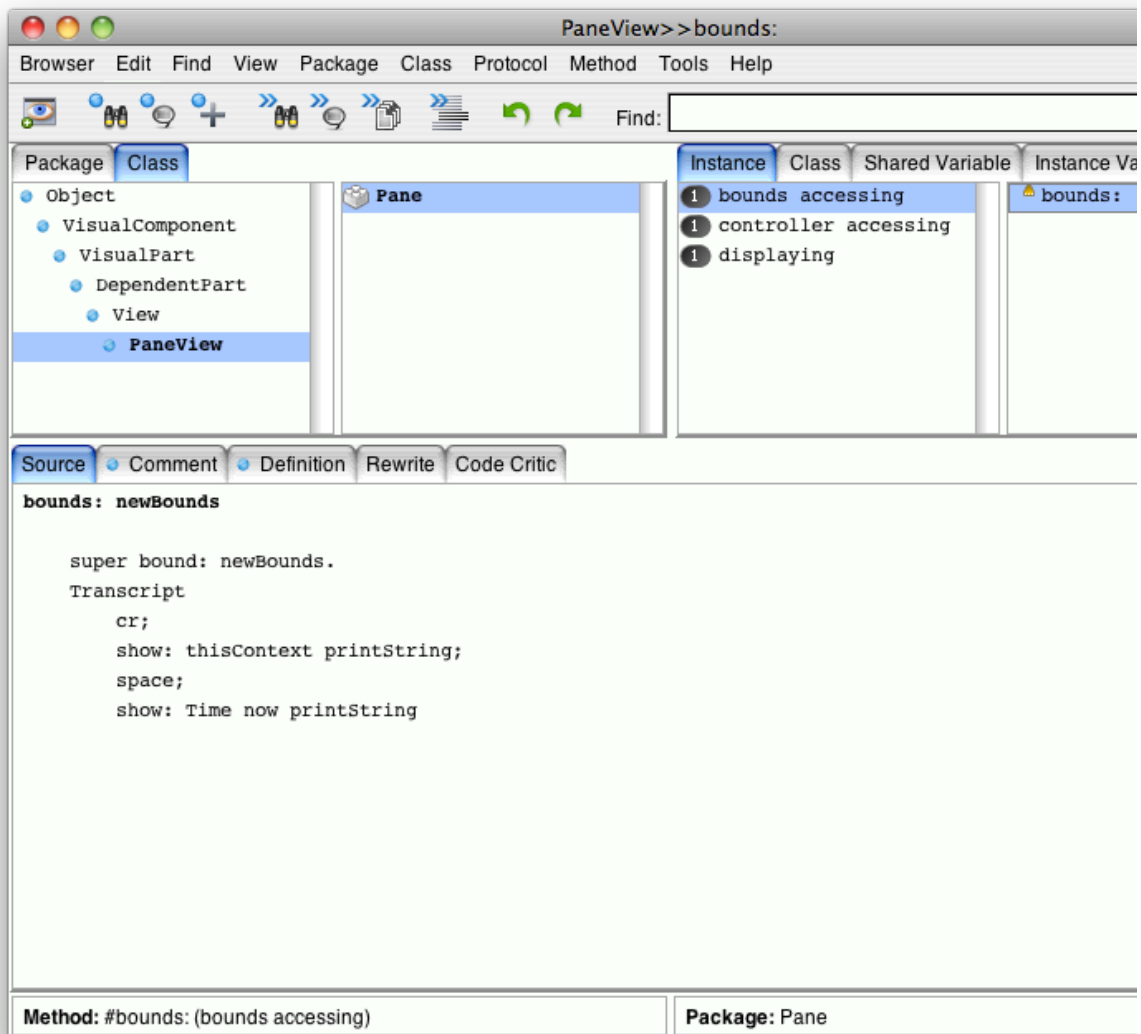 PaneView>>bounds:
Browser Edit Find View Package Class Protocol Method Tools Help
Find:
Package Class
Instance Class Shared Variable Instance Va
Object
VisualComponent
VisualPart
DependentPart
View
PaneView
Pane
1 bounds accessing
1 controller accessing
1 displaying
bounds:
Source Comment Definition Rewrite Code Critic
bounds: newBounds
super bound: newBounds.
Transcript
cr;
show: thisContext printString;
space;
show: Time now printString
Method: #bounds: (bounds accessing)
Package: Pane